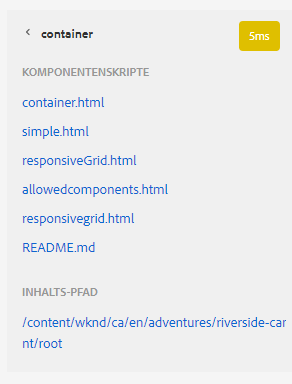 container
5ms
KOMPONENTENSKRIPTE
container.html
simple.html
responsiveGrid.html
allowedcomponents.html
responsivegrid.html
README.md
INHALTS-PFAD
/content/wknd/ca/en/adventures/riverside-car
nt/root